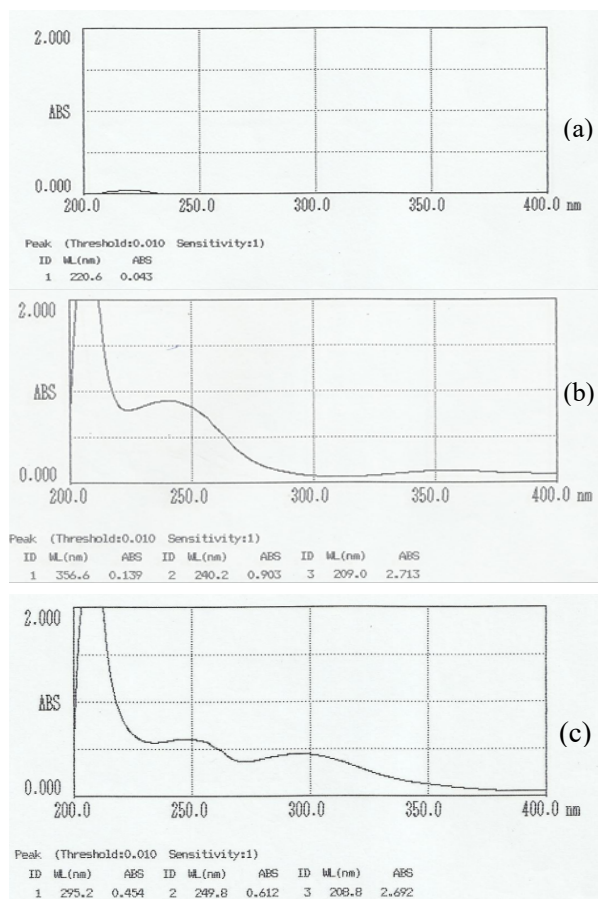 2.000
ABS
(a)
0.000
200.0 250.0 300.0 350.0 400.0 nm
Peak (Threshold:0.010 Sensitivity:1)
ID WL(nm) ABS
1 220.6 0.043
2.000
ABS
(b)
0.000
200.0 250.0 300.0 350.0 400.0 nm
Peak (Threshold:0.010 Sensitivity:1)
ID WL(nm) ABS ID WL(nm) ABS ID WL(nm) ABS
1 356.6 0.139 2 240.2 0.903 3 209.0 2.713
2.000
ABS
(c)
0.000
200.0 250.0 300.0 350.0 400.0 nm
Peak (Threshold:0.010 Sensitivity:1)
ID WL(nm) ABS ID WL(nm) ABS ID WL(nm) ABS
1 295.2 0.454 2 249.8 0.612 3 208.8 2.692